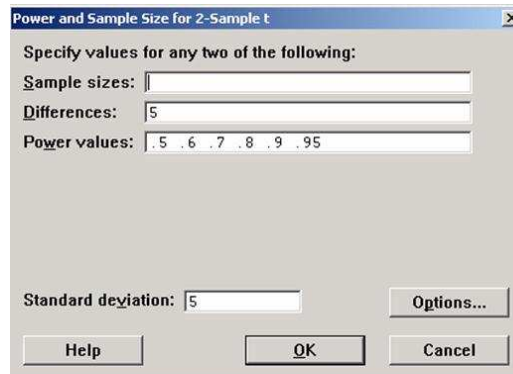 Power and Sample Size for 2-Sample t
Specify values for any two of the following:
Sample sizes:
Differences: 5
Power values: .5 .6 .7 .8 .9 .95
Standard deviation: 5
Options...
Help OK Cancel